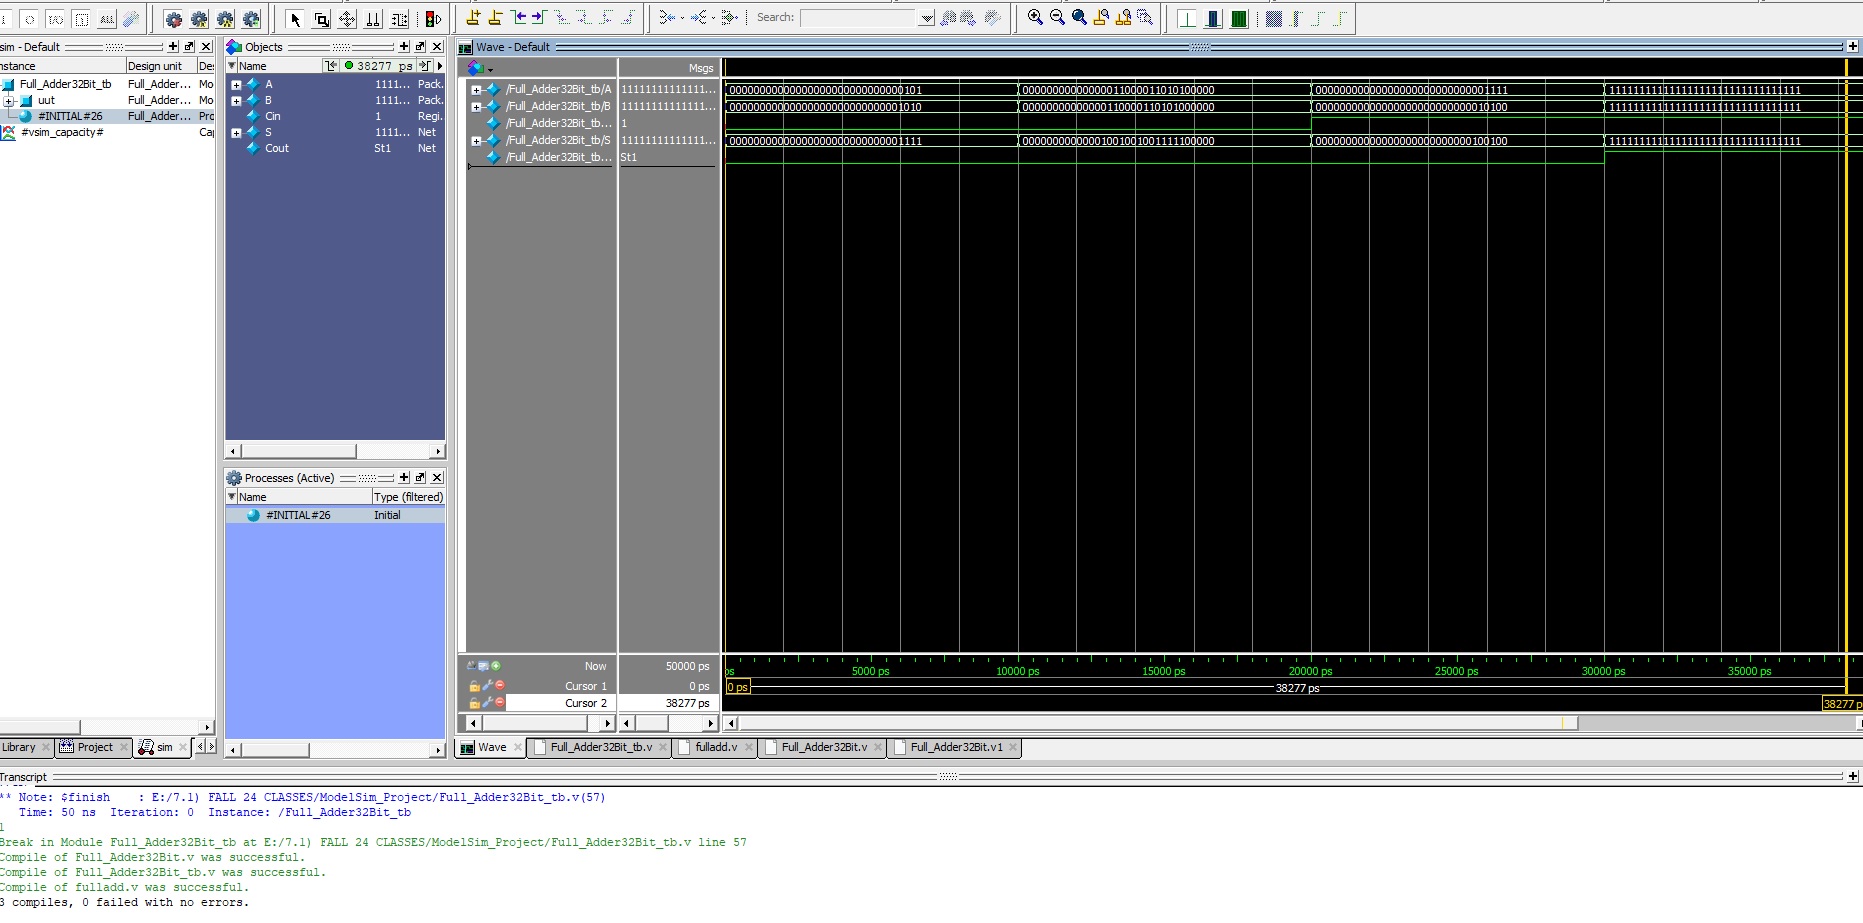 Search:
sim - Default
Instance Design unit Des
Full_Adder32Bit_tb Full_Adder... Mo
uut Full_Adder... Mo
#INITIAL#26 Full_Adder... Pro
#vsim_capacity# Cap
Library Project sim
Objects
Name 38277 ps
A 1111... Pack.
B 1111... Pack.
Cin 1 Regi.
S 1111... Net
Cout St1 Net
Processes (Active)
Name Type (filtered)
#INITIAL#26 Initial
Wave - Default
Msgs
/Full_Adder32Bit_tb/A 11111111111111...
/Full_Adder32Bit_tb/B 11111111111111...
/Full_Adder32Bit_tb... 1
/Full_Adder32Bit_tb/S 11111111111111...
/Full_Adder32Bit_tb... St1
00000000000000000000000000000101 00000000000000011000011010100000 00000000000000000000000000001111 11111111111111111111111111111111
00000000000000000000000000001010 00000000000000110000110101000000 00000000000000000000000000010100 11111111111111111111111111111111
00000000000000000000000000001111 00000000000001001001001111100000 00000000000000000000000000100100 11111111111111111111111111111111
Now 50000 ps
Cursor 1 0 ps
Cursor 2 38277 ps
ps 5000 ps 10000 ps 15000 ps 20000 ps 25000 ps 30000 ps 35000 ps
0 ps 38277 ps
38277 p
Wave Full_Adder32Bit_tb.v fulladd.v Full_Adder32Bit.v Full_Adder32Bit.v1
Transcript
** Note: $finish : E:/7.1) FALL 24 CLASSES/ModelSim_Project/Full_Adder32Bit_tb.v(57)
Time: 50 ns Iteration: 0 Instance: /Full_Adder32Bit_tb
1
Break in Module Full_Adder32Bit_tb at E:/7.1) FALL 24 CLASSES/ModelSim_Project/Full_Adder32Bit_tb.v line 57
Compile of Full_Adder32Bit.v was successful.
Compile of Full_Adder32Bit_tb.v was successful.
Compile of fulladd.v was successful.
3 compiles, 0 failed with no errors.